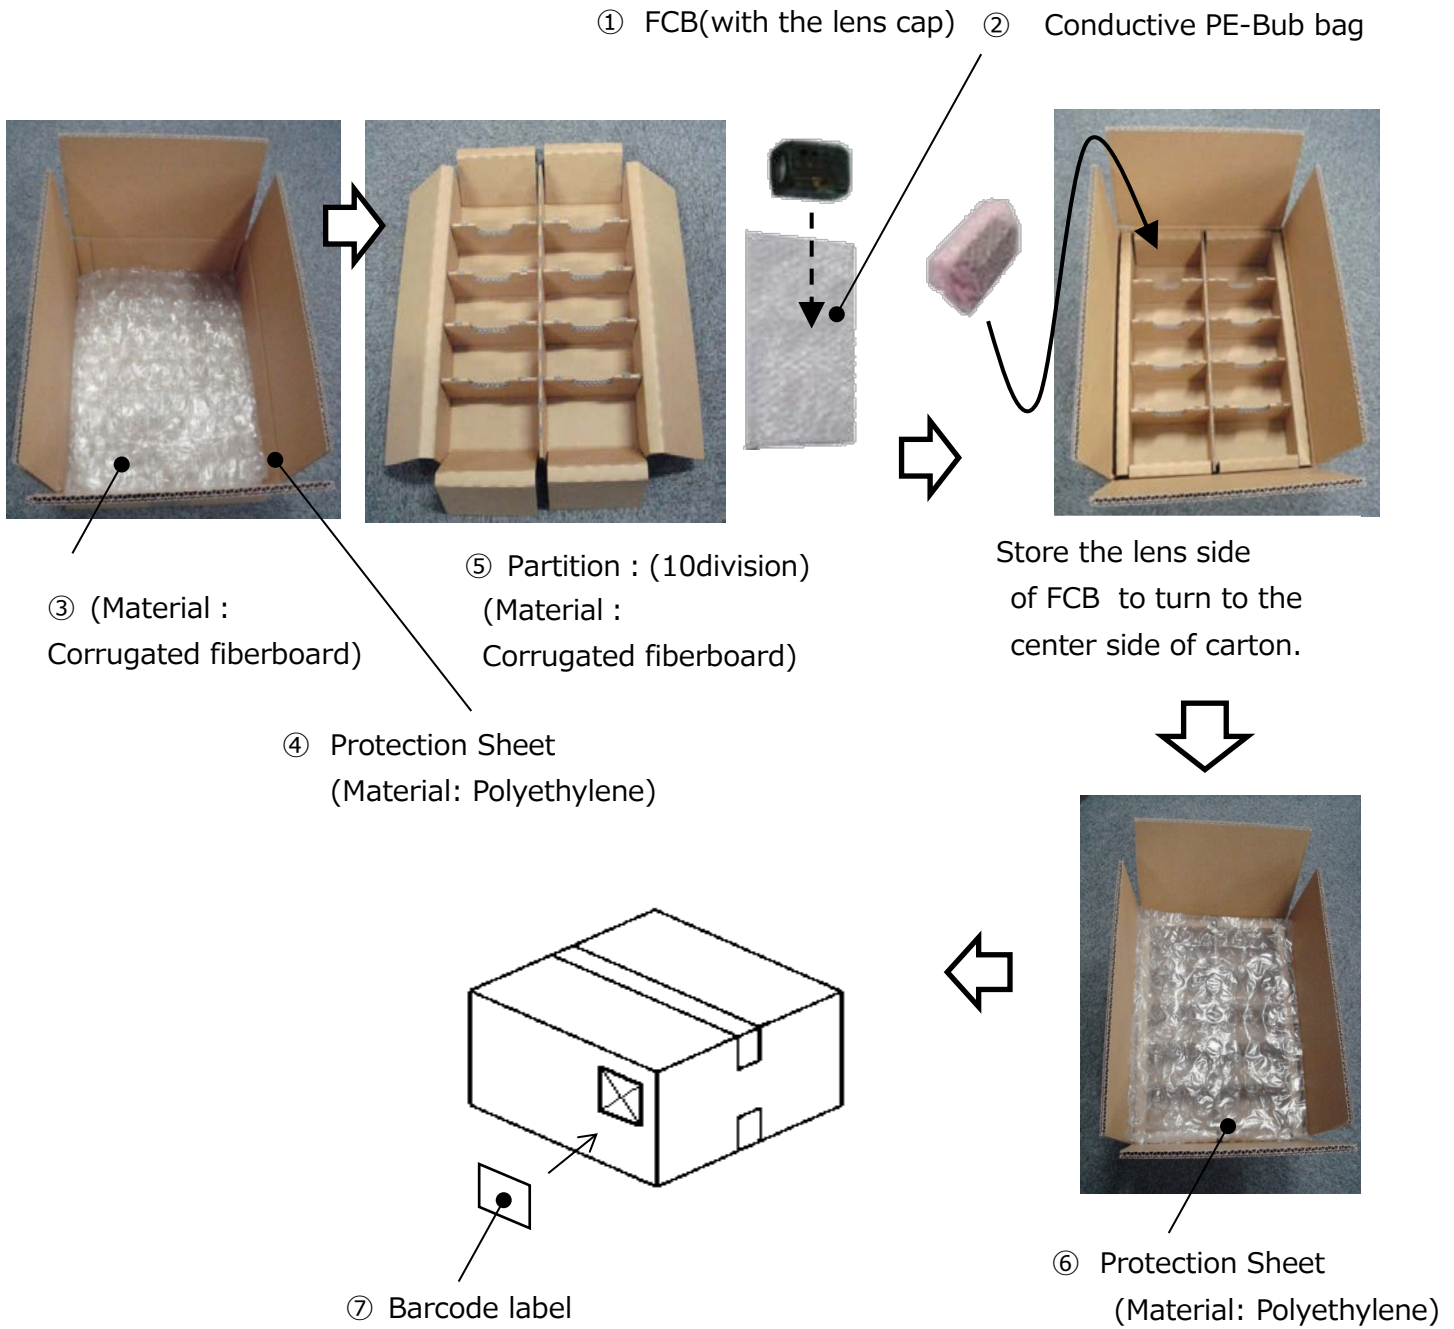 ① FCB(with the lens cap)
② Conductive PE-Bub bag
③ (Material :
Corrugated fiberboard)
⑤ Partition : (10division)
(Material :
Corrugated fiberboard)
Store the lens side
of FCB to turn to the
center side of carton.
④ Protection Sheet
(Material: Polyethylene)
⑦ Barcode label
⑥ Protection Sheet
(Material: Polyethylene)